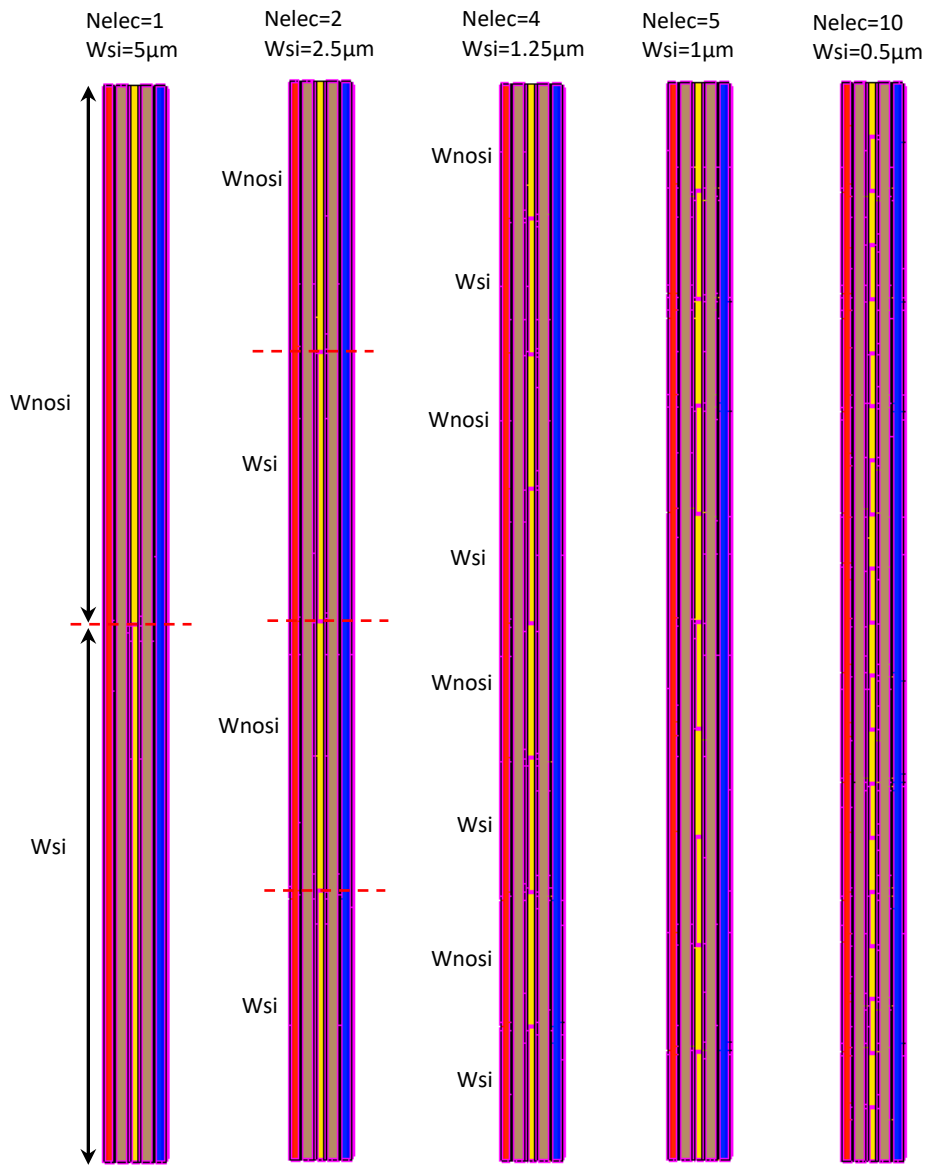 Nelec=1
Wsi=5μm
Nelec=2
Wsi=2.5μm
Nelec=4
Wsi=1.25μm
Nelec=5
Wsi=1μm
Nelec=10
Wsi=0.5μm
Wnosi
Wsi
Wnosi
Wsi
Wnosi
Wsi
Wnosi
Wsi
Wnosi
Wsi
Wnosi
Wsi
Wnosi
Wsi